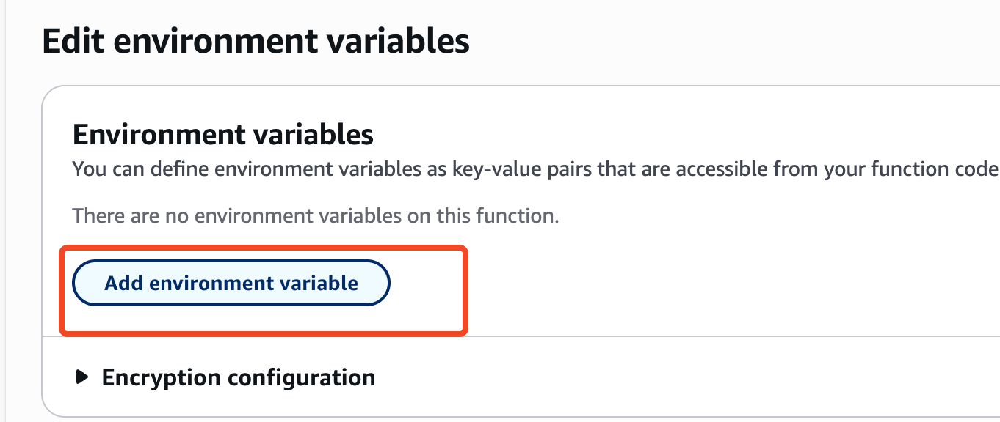 Edit environment variables
Environment variables
You can define environment variables as key-value pairs that are accessible from your function code
There are no environment variables on this function.
Add environment variable
Encryption configuration